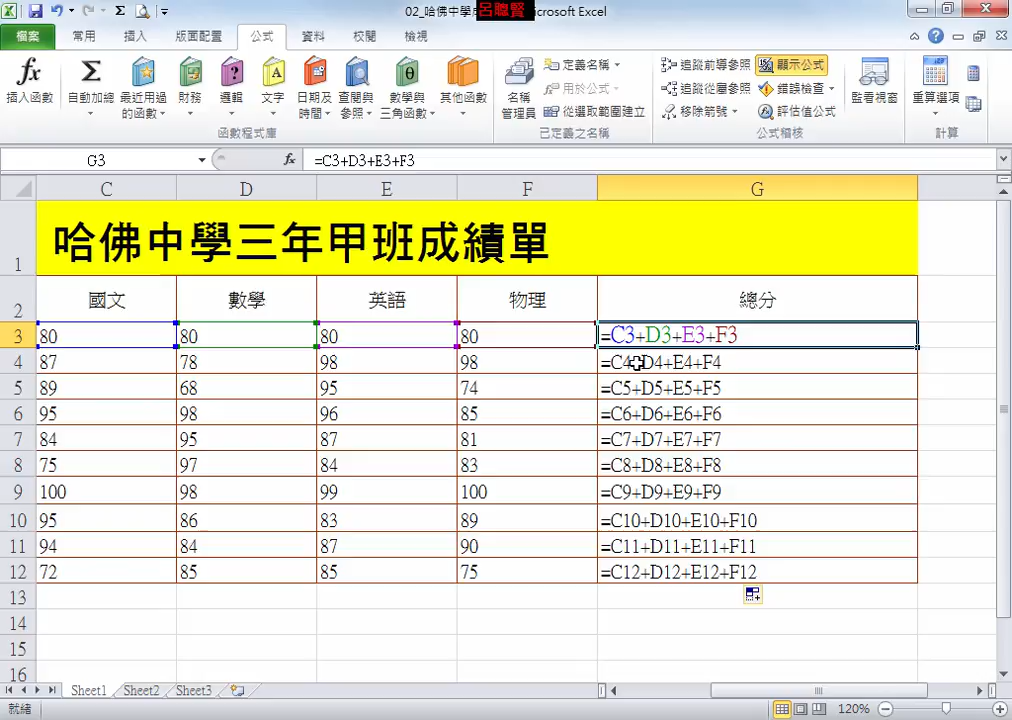 02_哈佛中學 呂聰賢 crosoft Excel
檔案 常用 插入 版面配置 公式 資料 校閱 檢視
插入函數 自動加總 最近用過的函數 財務 邏輯 文字 日期及時間 查閱與參照 數學與三角函數 其他函數
函數程式庫
名稱管理員 定義名稱 用於公式 從選取範圍建立
已定義之名稱
追蹤前導參照 追蹤從屬參照 移除箭號 顯示公式 錯誤檢查 評估值公式 監看視窗
公式稽核
重算選項
計算
G3 fx =C3+D3+E3+F3
C D E F G
1 哈佛中學三年甲班成績單
2 國文 數學 英語 物理 總分
3 80 80 80 80 =C3+D3+E3+F3
4 87 78 98 98 =C4+D4+E4+F4
5 89 68 95 74 =C5+D5+E5+F5
6 95 98 96 85 =C6+D6+E6+F6
7 84 95 87 81 =C7+D7+E7+F7
8 75 97 84 83 =C8+D8+E8+F8
9 100 98 99 100 =C9+D9+E9+F9
10 95 86 83 89 =C10+D10+E10+F10
11 94 84 87 90 =C11+D11+E11+F11
12 72 85 85 75 =C12+D12+E12+F12
13
14
15
16
Sheet1 Sheet2 Sheet3
就緒 120%